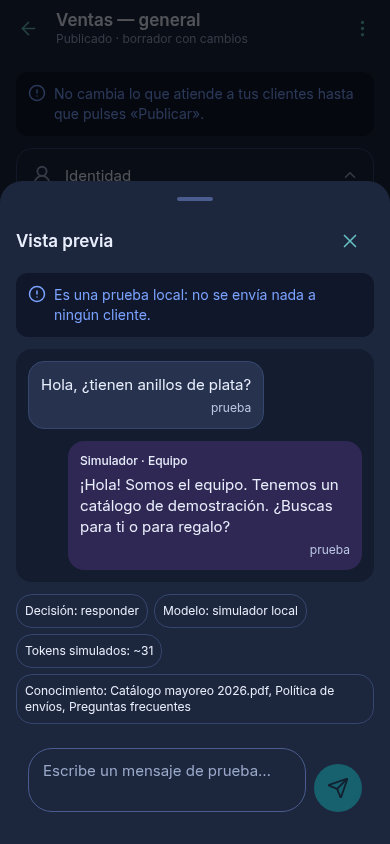 Ventas — general
Publicado · borrador con cambios
No cambia lo que atiende a tus clientes hasta
que pulses «Publicar».
Identidad
Vista previa
Es una prueba local: no se envía nada a
ningún cliente.
Hola, ¿tienen anillos de plata?
prueba
Simulador · Equipo
¡Hola! Somos el equipo. Tenemos un
catálogo de demostración. ¿Buscas
para ti o para regalo?
prueba
Decisión: responder
Modelo: simulador local
Tokens simulados: ~31
Conocimiento: Catálogo mayoreo 2026.pdf, Política de
envíos, Preguntas frecuentes
Escribe un mensaje de prueba...